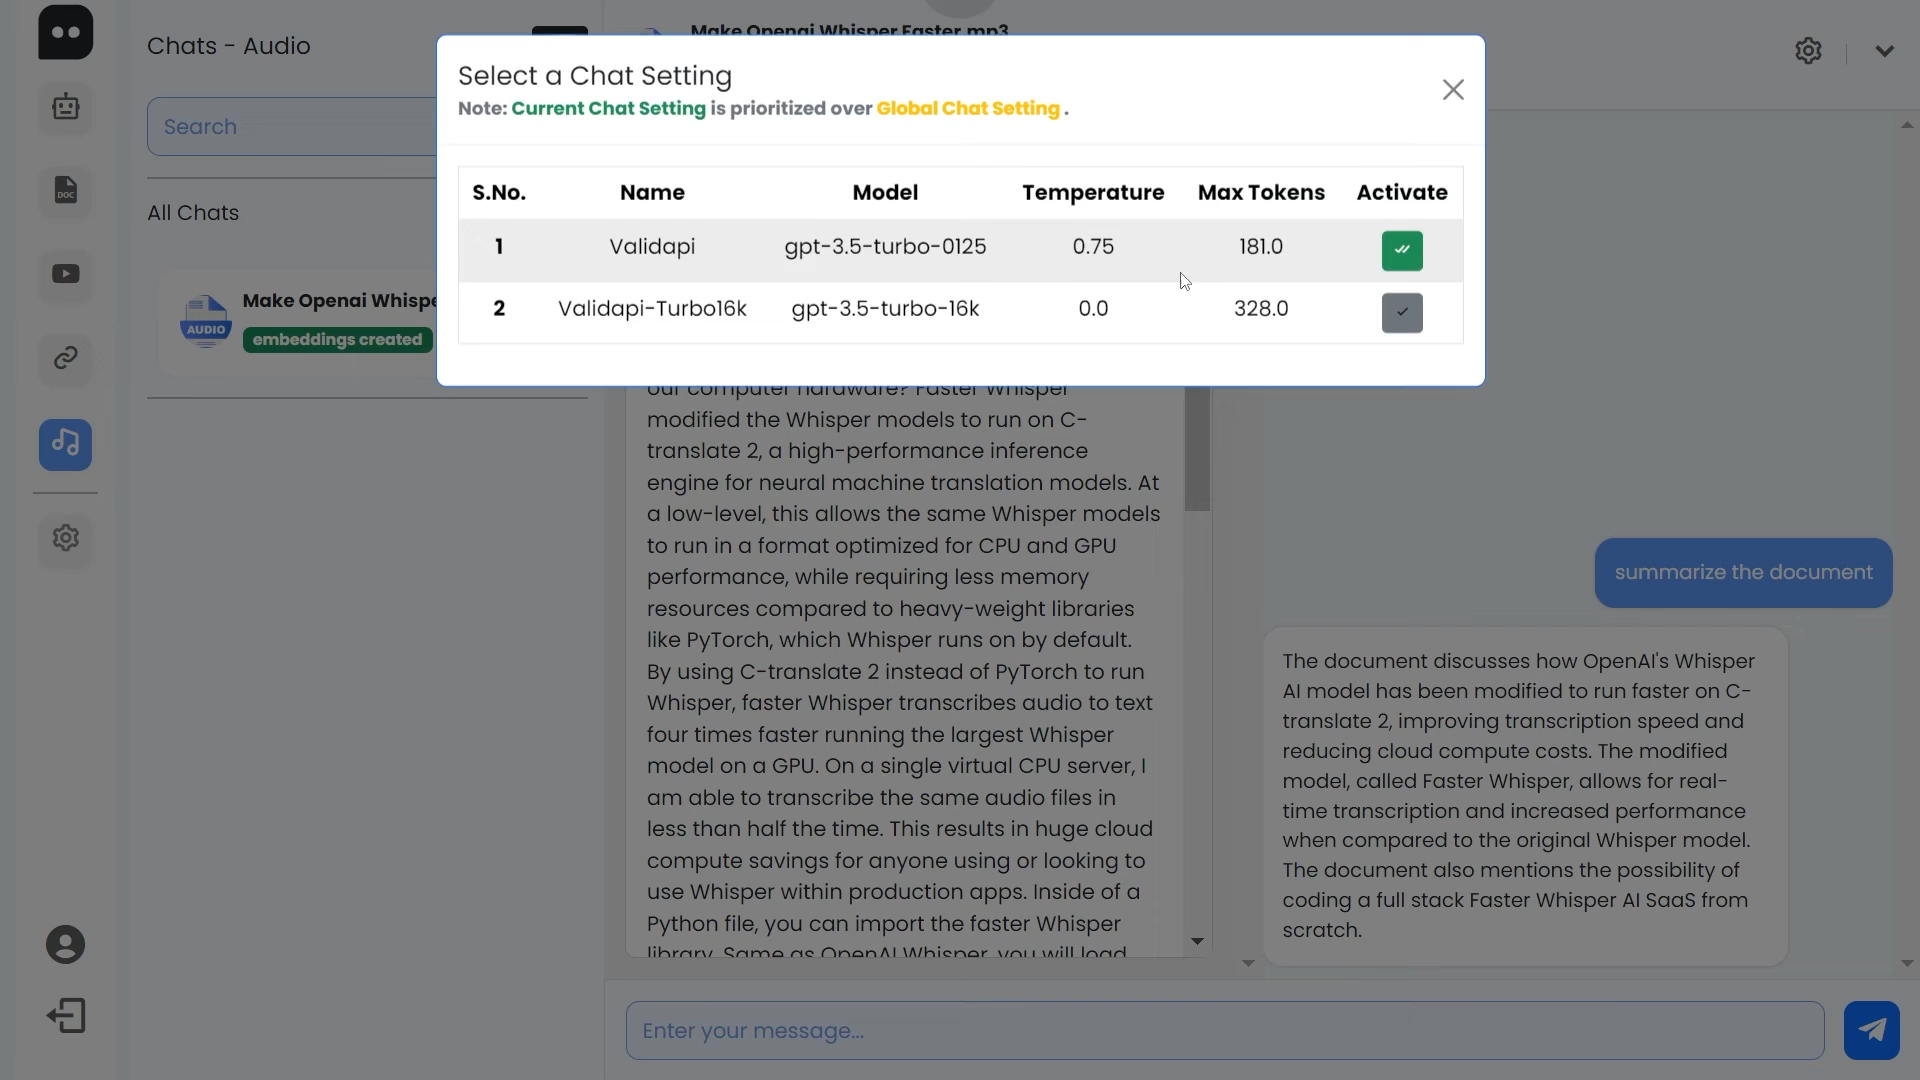 Chats - Audio
Search
All Chats
AUDIO
Make Openai Whispe
embeddings created
DOC
Make Openai Whisper Faster.mp3
Select a Chat Setting
Note: Current Chat Setting is prioritized over Global Chat Setting .
S.No. Name Model Temperature Max Tokens Activate
1 Validapi gpt-3.5-turbo-0125 0.75 181.0
2 Validapi-Turbo16k gpt-3.5-turbo-16k 0.0 328.0
our computer hardware? Faster Whisper
modified the Whisper models to run on C-
translate 2, a high-performance inference
engine for neural machine translation models. At
a low-level, this allows the same Whisper models
to run in a format optimized for CPU and GPU
performance, while requiring less memory
resources compared to heavy-weight libraries
like PyTorch, which Whisper runs on by default.
By using C-translate 2 instead of PyTorch to run
Whisper, faster Whisper transcribes audio to text
four times faster running the largest Whisper
model on a GPU. On a single virtual CPU server, I
am able to transcribe the same audio files in
less than half the time. This results in huge cloud
compute savings for anyone using or looking to
use Whisper within production apps. Inside of a
Python file, you can import the faster Whisper
library. Same as OpenAI Whisper, you will load
summarize the document
The document discusses how OpenAI's Whisper
AI model has been modified to run faster on C-
translate 2, improving transcription speed and
reducing cloud compute costs. The modified
model, called Faster Whisper, allows for real-
time transcription and increased performance
when compared to the original Whisper model.
The document also mentions the possibility of
coding a full stack Faster Whisper AI SaaS from
scratch.
Enter your message...